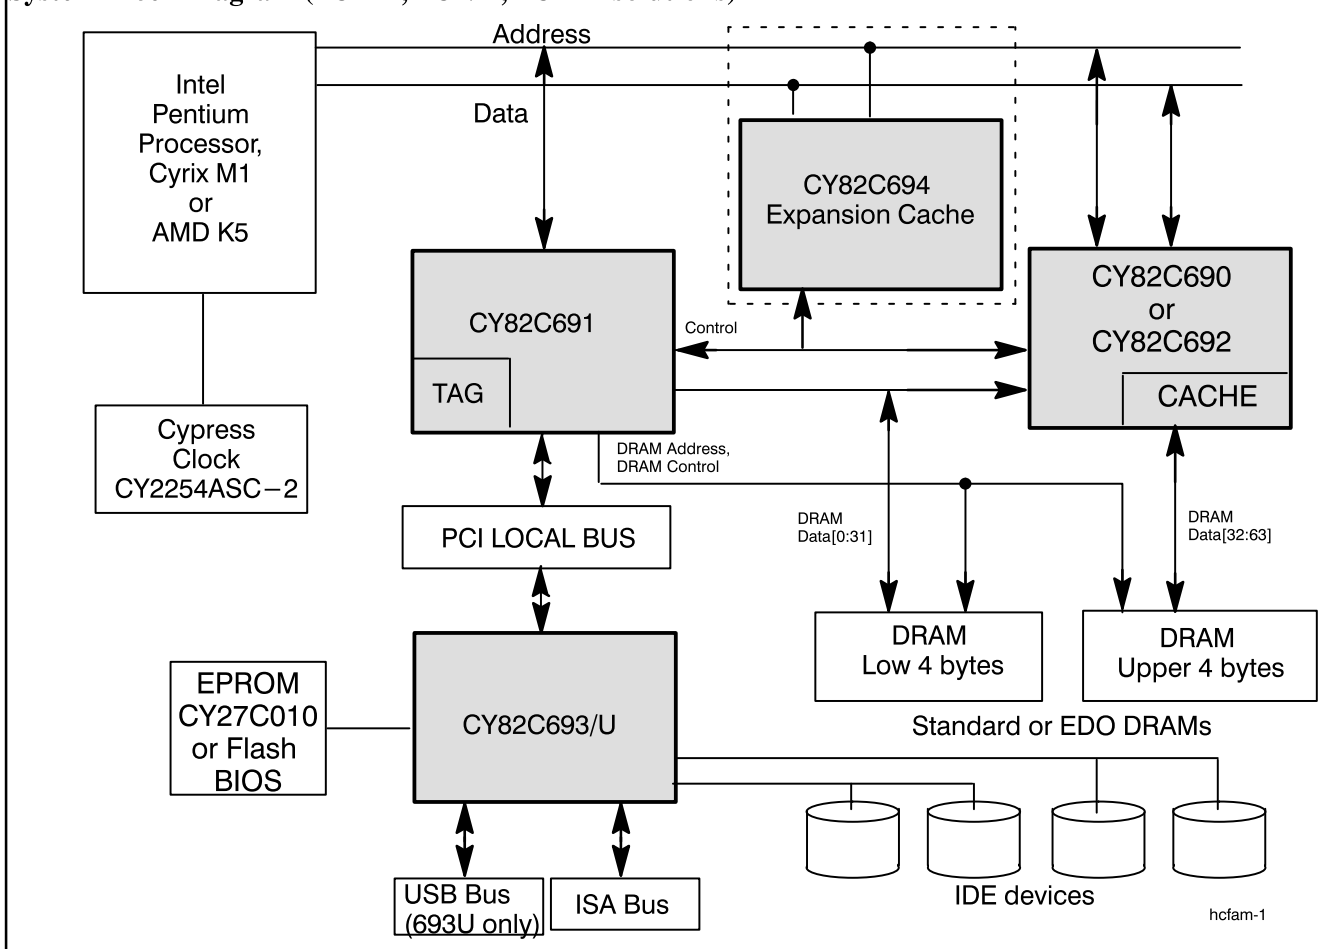 Address
Intel
Pentium
Processor,
Cyrix M1
or
AMD K5
Data
CY82C694
Expansion Cache
CY82C690
or
CY82C692
CACHE
CY82C691
TAG
Control
Cypress
Clock
CY2254ASC−2
DRAM Address,
DRAM Control
PCI LOCAL BUS
DRAM
Data[0:31]
DRAM
Data[32:63]
DRAM
Low 4 bytes
DRAM
Upper 4 bytes
Standard or EDO DRAMs
EPROM
CY27C010
or Flash
BIOS
CY82C693/U
USB Bus
(693U only)
ISA Bus
IDE devices
hcfam-1